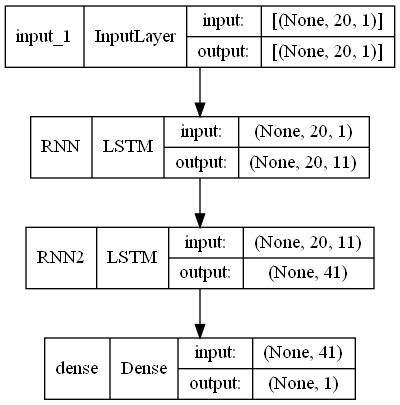 input_1 InputLayer input: [(None, 20, 1)]
output: [(None, 20, 1)]
RNN LSTM input: (None, 20, 1)
output: (None, 20, 11)
RNN2 LSTM input: (None, 20, 11)
output: (None, 41)
dense Dense input: (None, 41)
output: (None, 1)